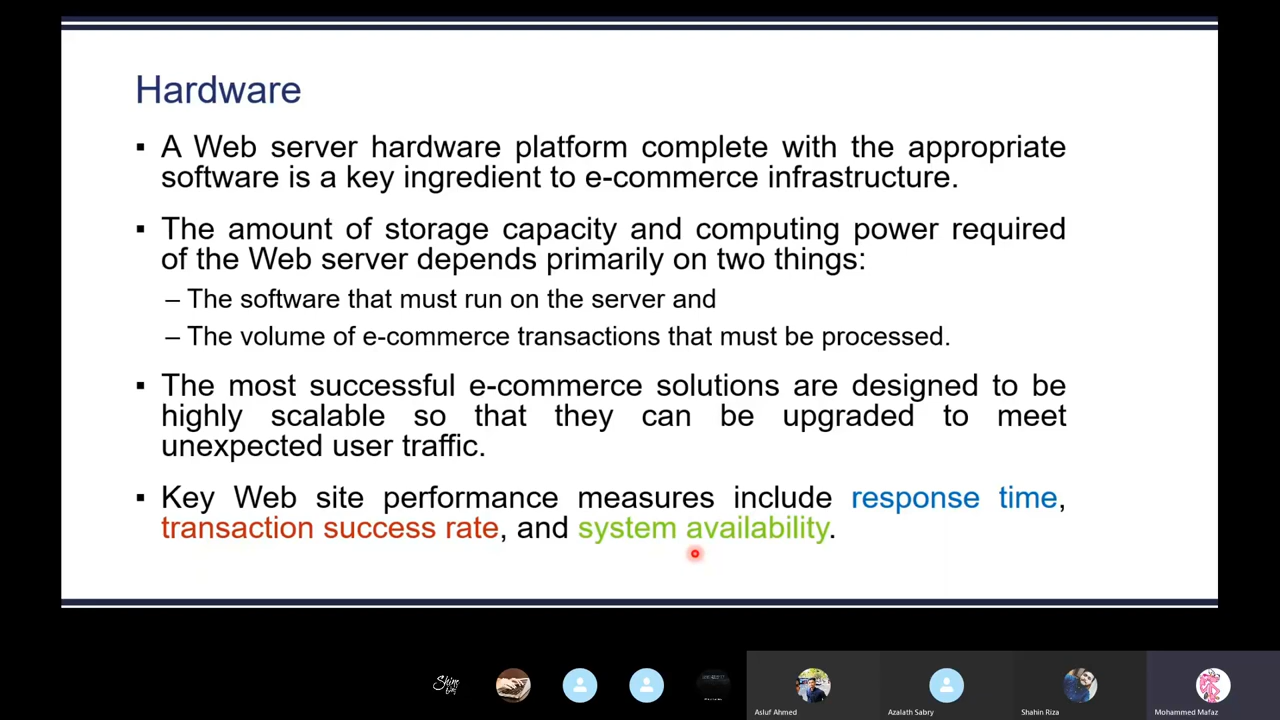 Hardware
▪ A Web server hardware platform complete with the appropriate
software is a key ingredient to e-commerce infrastructure.
▪ The amount of storage capacity and computing power required
of the Web server depends primarily on two things:
– The software that must run on the server and
– The volume of e-commerce transactions that must be processed.
▪ The most successful e-commerce solutions are designed to be
highly scalable so that they can be upgraded to meet
unexpected user traffic.
▪ Key Web site performance measures include response time,
transaction success rate, and system availability.
Asluf Ahmed
Azalath Sabry
Shahin Riza
Mohammed Mafaz